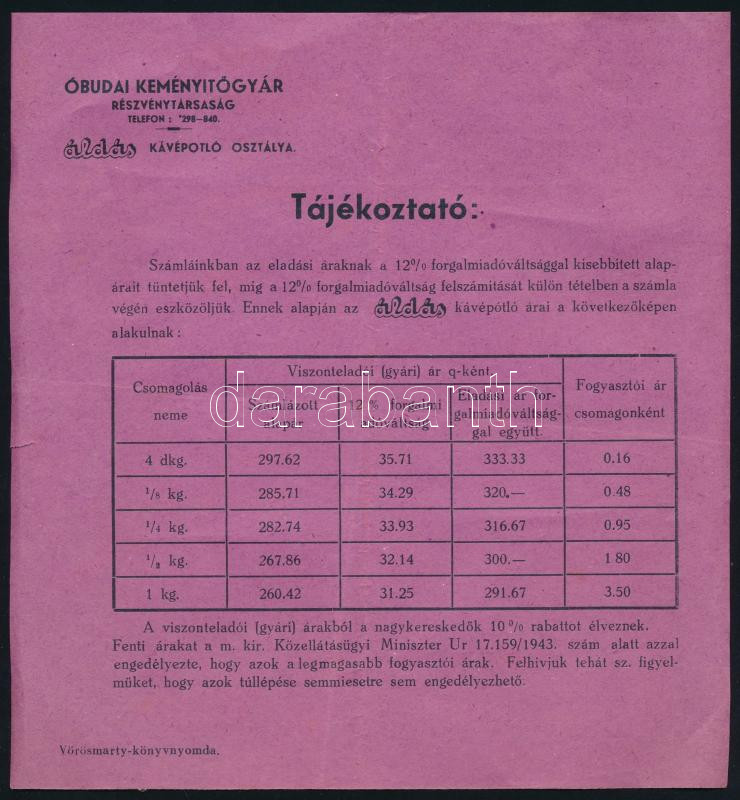 ÓBUDAI KEMÉNYITŐGYÁR
RÉSZVÉNYTÁRSASÁG
TELEFON: *298—840.
áldás KÁVÉPÓTLÓ OSZTÁLYA.
Tájékoztató:
Számláinkban az eladási áraknak a 12% forgalmiadóváltsággal kisebbitett alap-
árait tüntetjük fel, mig a 12% forgalmiadóváltság felszámitását külön tételben a számla
végén eszközöljük. Ennek alapján az áldás kávépótló árai a következőképen
alakulnak:
Csomagolás neme
Viszonteladói (gyári) ár q-ként
Fogyasztói ár csomagonként
Számlázott alapár
12% forgalmi adóváltság
Eladási ár for-
galmiadóváltság-
gal együtt.
4 dkg. 297.62 35.71 333.33 0.16
1/8 kg. 285.71 34.29 320.— 0.48
1/4 kg. 282.74 33.93 316.67 0.95
1/2 kg. 267.86 32.14 300.— 1 80
1 kg. 260.42 31.25 291.67 3.50
A viszonteladói (gyári) árakból a nagykereskedők 10% rabattot élveznek.
Fenti árakat a m. kir. Közellátásügyi Miniszter Ur 17.159/1943. szám alatt azzal
engedélyezte, hogy azok a legmagasabb fogyasztói árak. Felhivjuk tehát sz. figyel-
müket, hogy azok túllépése semmiesetre sem engedélyezhető.
Vörösmarty-könyvnyomda.
darabanth